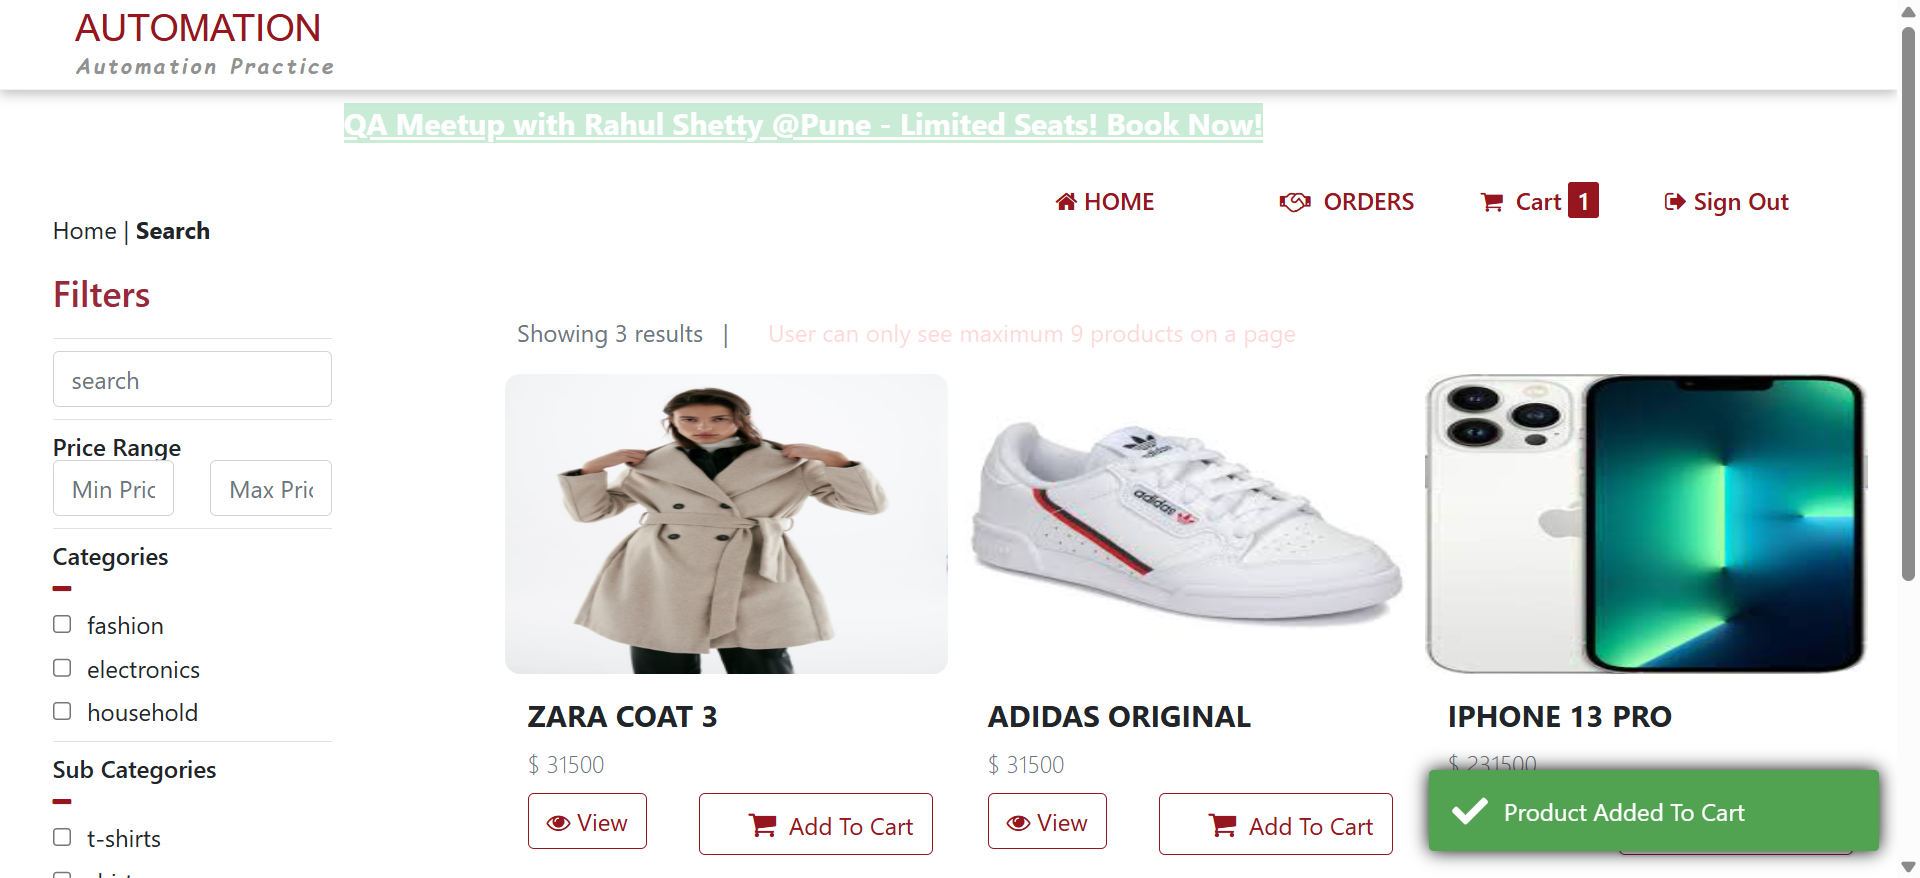 AUTOMATION
Automation Practice
QA Meetup with Rahul Shetty @Pune - Limited Seats! Book Now!
HOME
ORDERS
Cart 1
Sign Out
Home | Search
Filters
search
Price Range
Min Pric
Max Pric
Categories
fashion
electronics
household
Sub Categories
t-shirts
Showing 3 results |
User can only see maximum 9 products on a page
adidas
adidas
ZARA COAT 3
$ 31500
View
Add To Cart
ADIDAS ORIGINAL
$ 31500
View
Add To Cart
IPHONE 13 PRO
$ 231500
Product Added To Cart